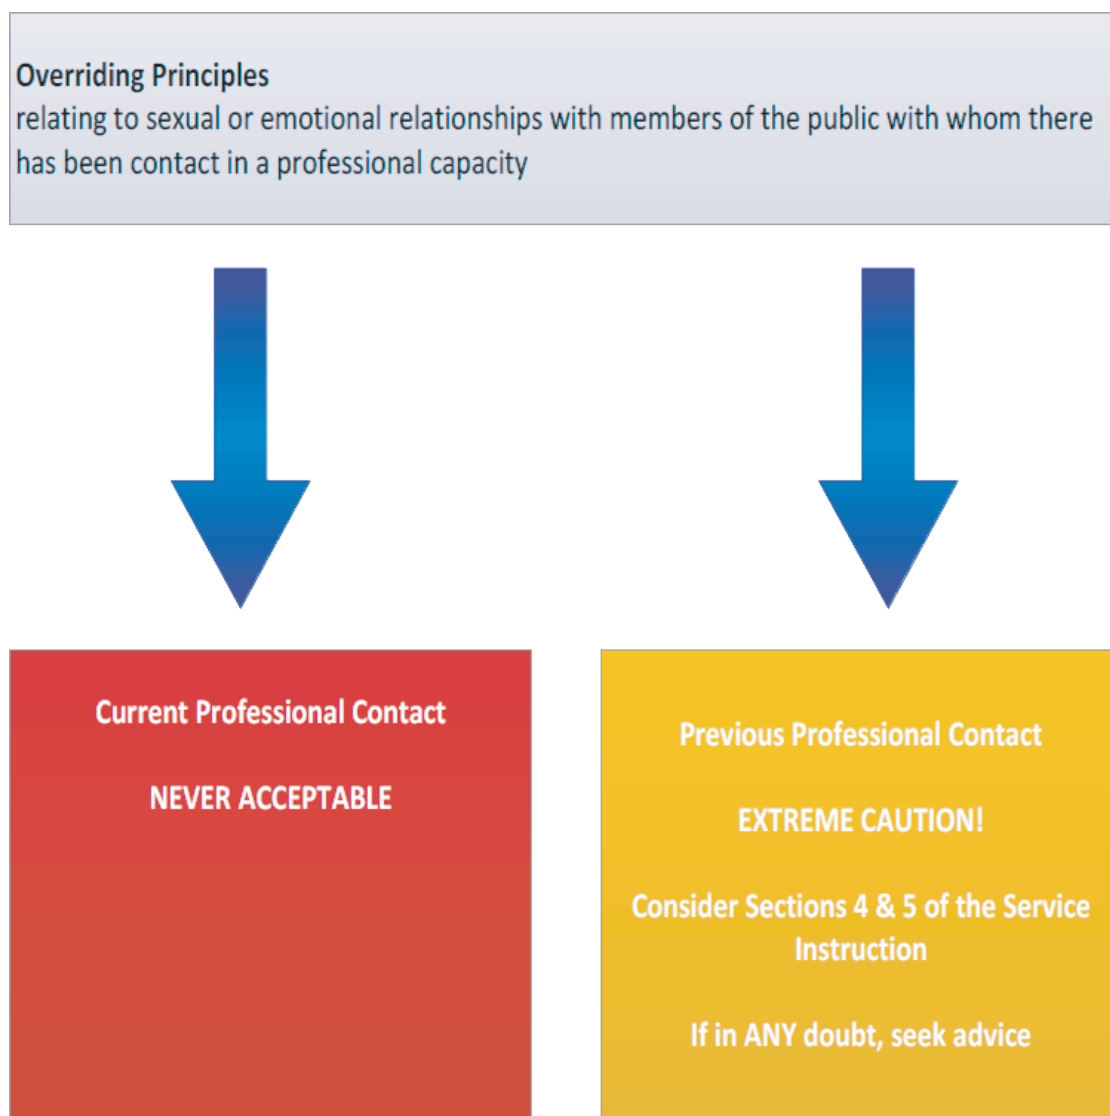 Overriding Principles
relating to sexual or emotional relationships with members of the public with whom there
has been contact in a professional capacity
Current Professional Contact
NEVER ACCEPTABLE
Previous Professional Contact
EXTREME CAUTION!
Consider Sections 4 & 5 of the Service
Instruction
If in ANY doubt, seek advice